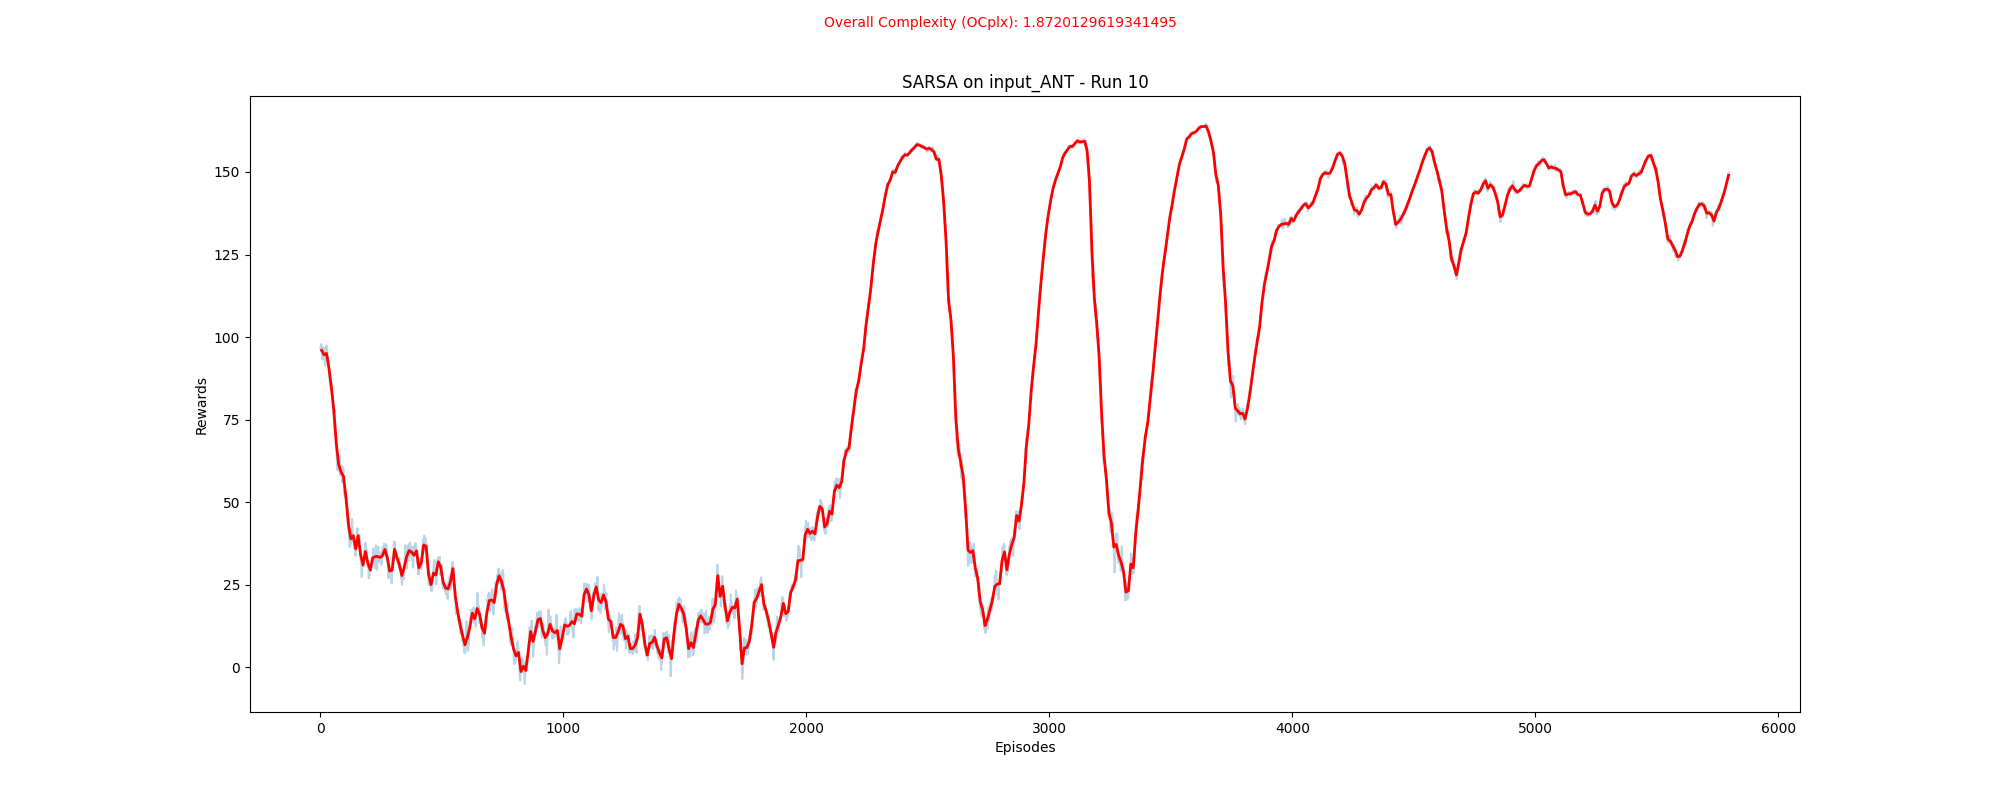 Overall Complexity (OCplx): 1.8720129619341495
SARSA on input_ANT - Run 10
Rewards
150
125
100
75
50
25
0
0 1000 2000 3000 4000 5000 6000
Episodes